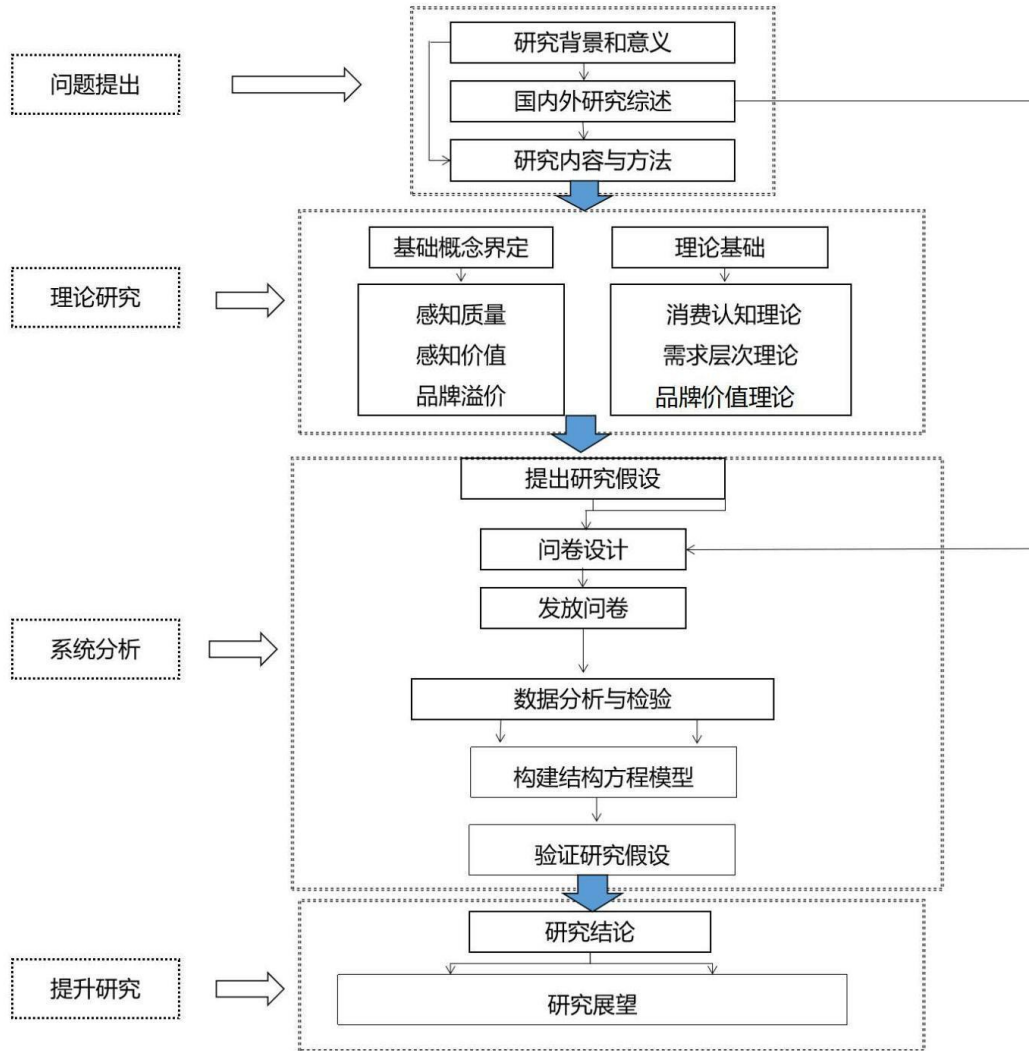 问题提出
研究背景和意义
国内外研究综述
研究内容与方法
理论研究
基础概念界定
感知质量
感知价值
品牌溢价
理论基础
消费认知理论
需求层次理论
品牌价值理论
系统分析
提出研究假设
问卷设计
发放问卷
数据分析与检验
构建结构方程模型
验证研究假设
提升研究
研究结论
研究展望